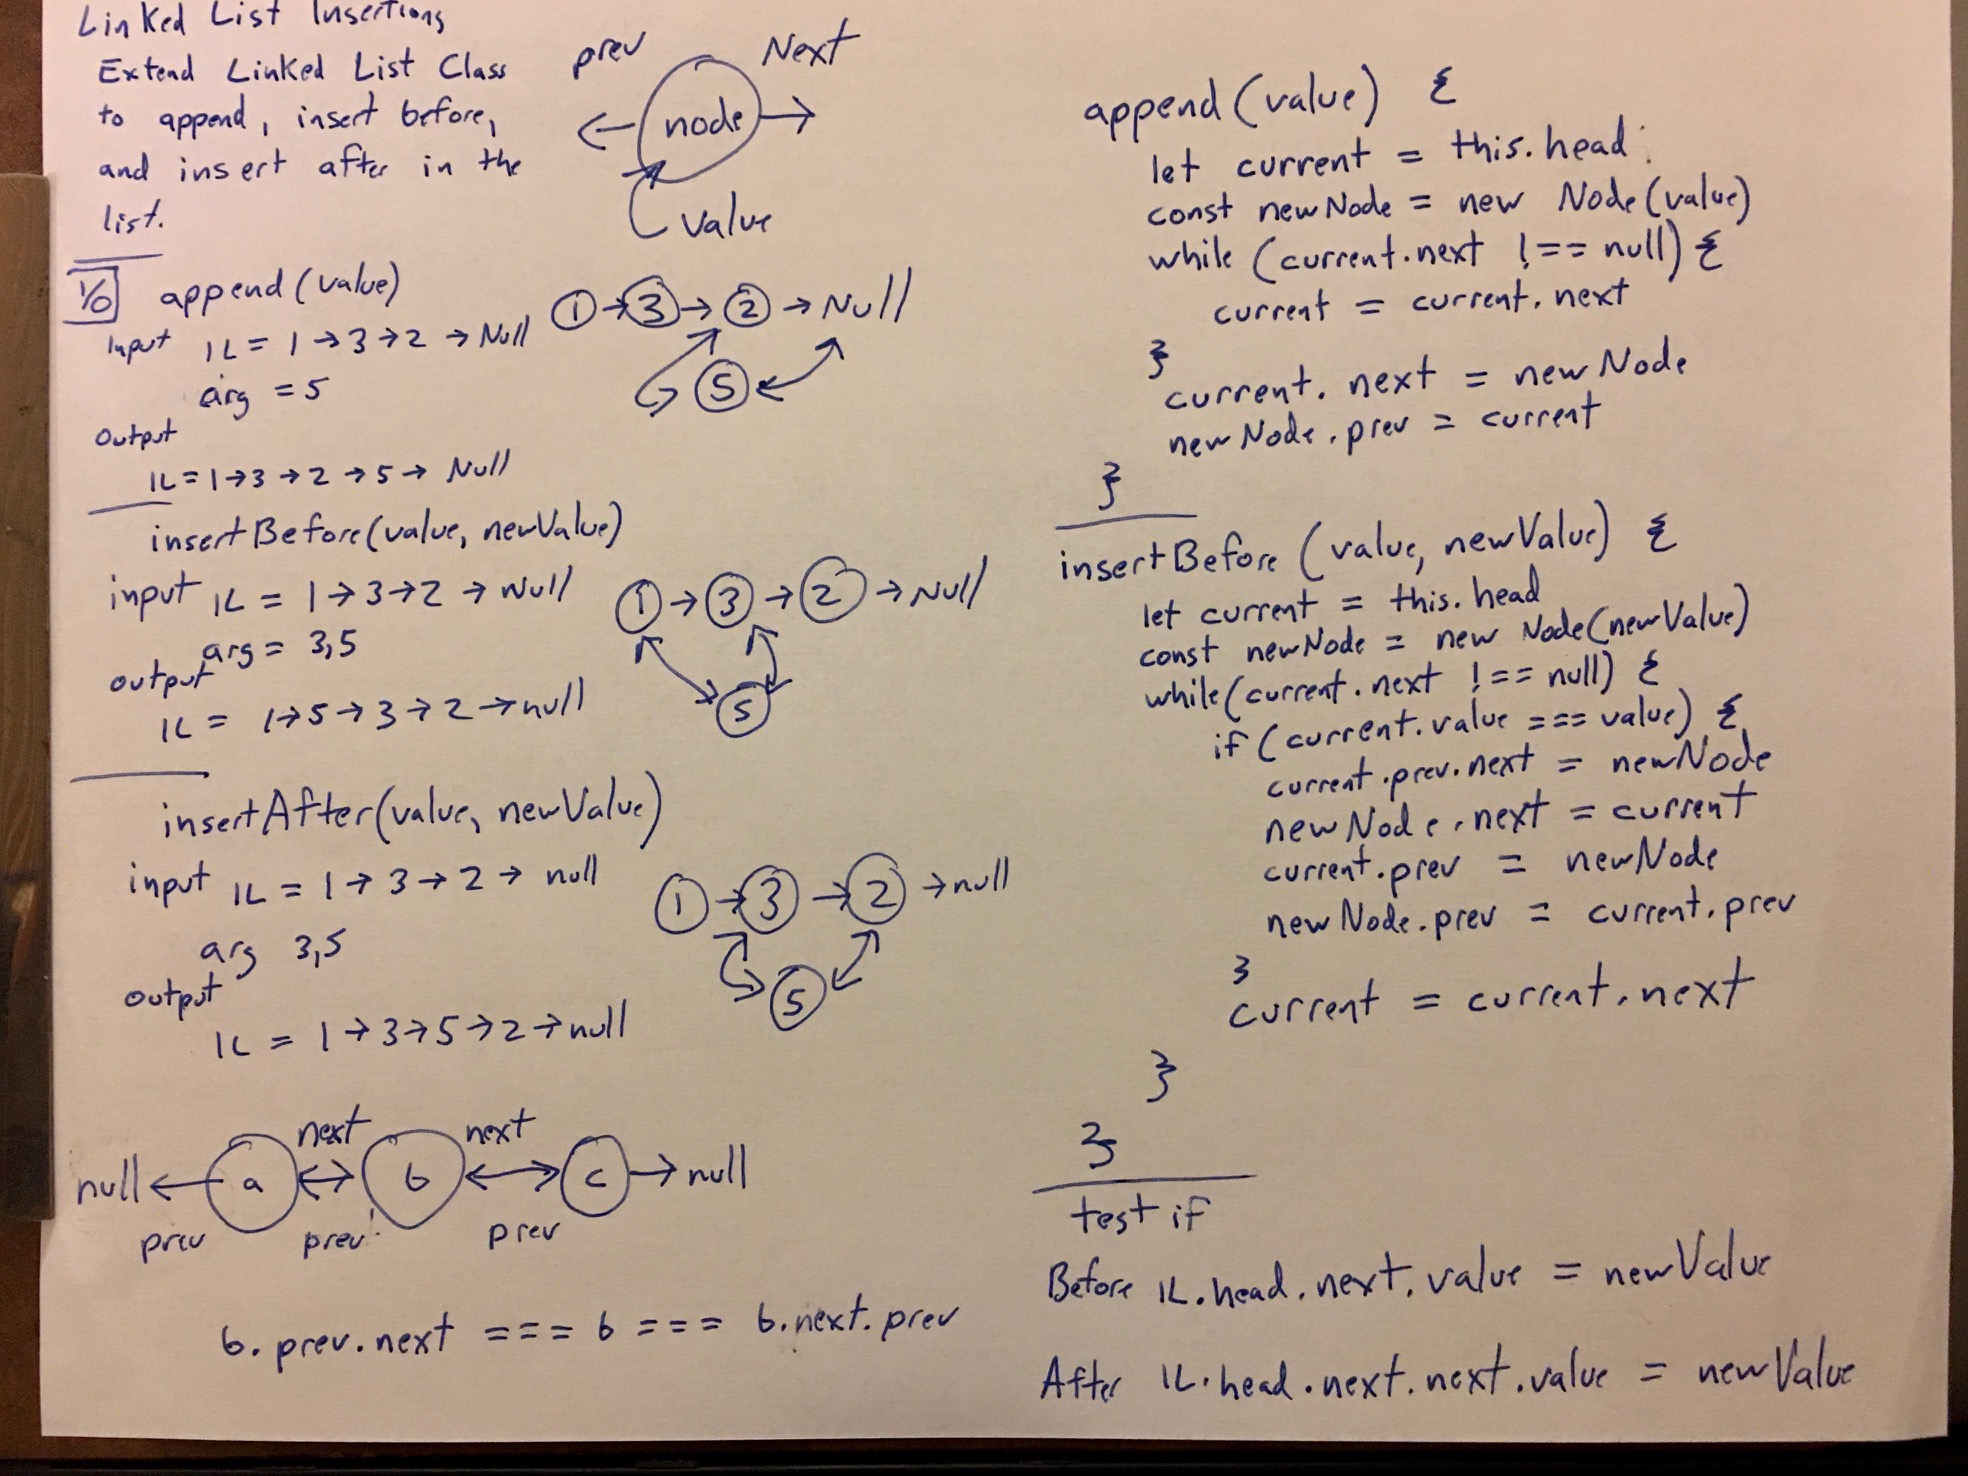 Linked List Insertions
Extend Linked List Class
to append, insert before,
and insert after in the
list.
prev
Next
node
value
I/O append(value)
Input lL = 1 → 3 → 2 → Null
arg = 5
Output
lL = 1 → 3 → 2 → 5 → Null
1 → 3 → 2 → Null
5
insertBefore(value, newValue)
input lL = 1 → 3 → 2 → Null
arg = 3,5
output
lL = 1 → 5 → 3 → 2 → null
1 → 3 → 2 → Null
5
insertAfter(value, newValue)
input lL = 1 → 3 → 2 → null
arg 3,5
output
lL = 1 → 3 → 5 → 2 → null
1 → 3 → 2 → null
5
next next
null ← a ↔ b ↔ c → null
prev prev prev
b.prev.next === b === b.next.prev
append(value) {
let current = this.head;
const newNode = new Node(value)
while (current.next !== null) {
current = current.next
}
current.next = newNode
newNode.prev = current
}
insertBefore (value, newValue) {
let current = this.head
const newNode = new Node(newValue)
while(current.next !== null) {
if (current.value === value) {
current.prev.next = newNode
newNode.next = current
current.prev = newNode
newNode.prev = current.prev
}
current = current.next
}
}
test if
Before lL.head.next.value = newValue
After lL.head.next.next.value = newValue